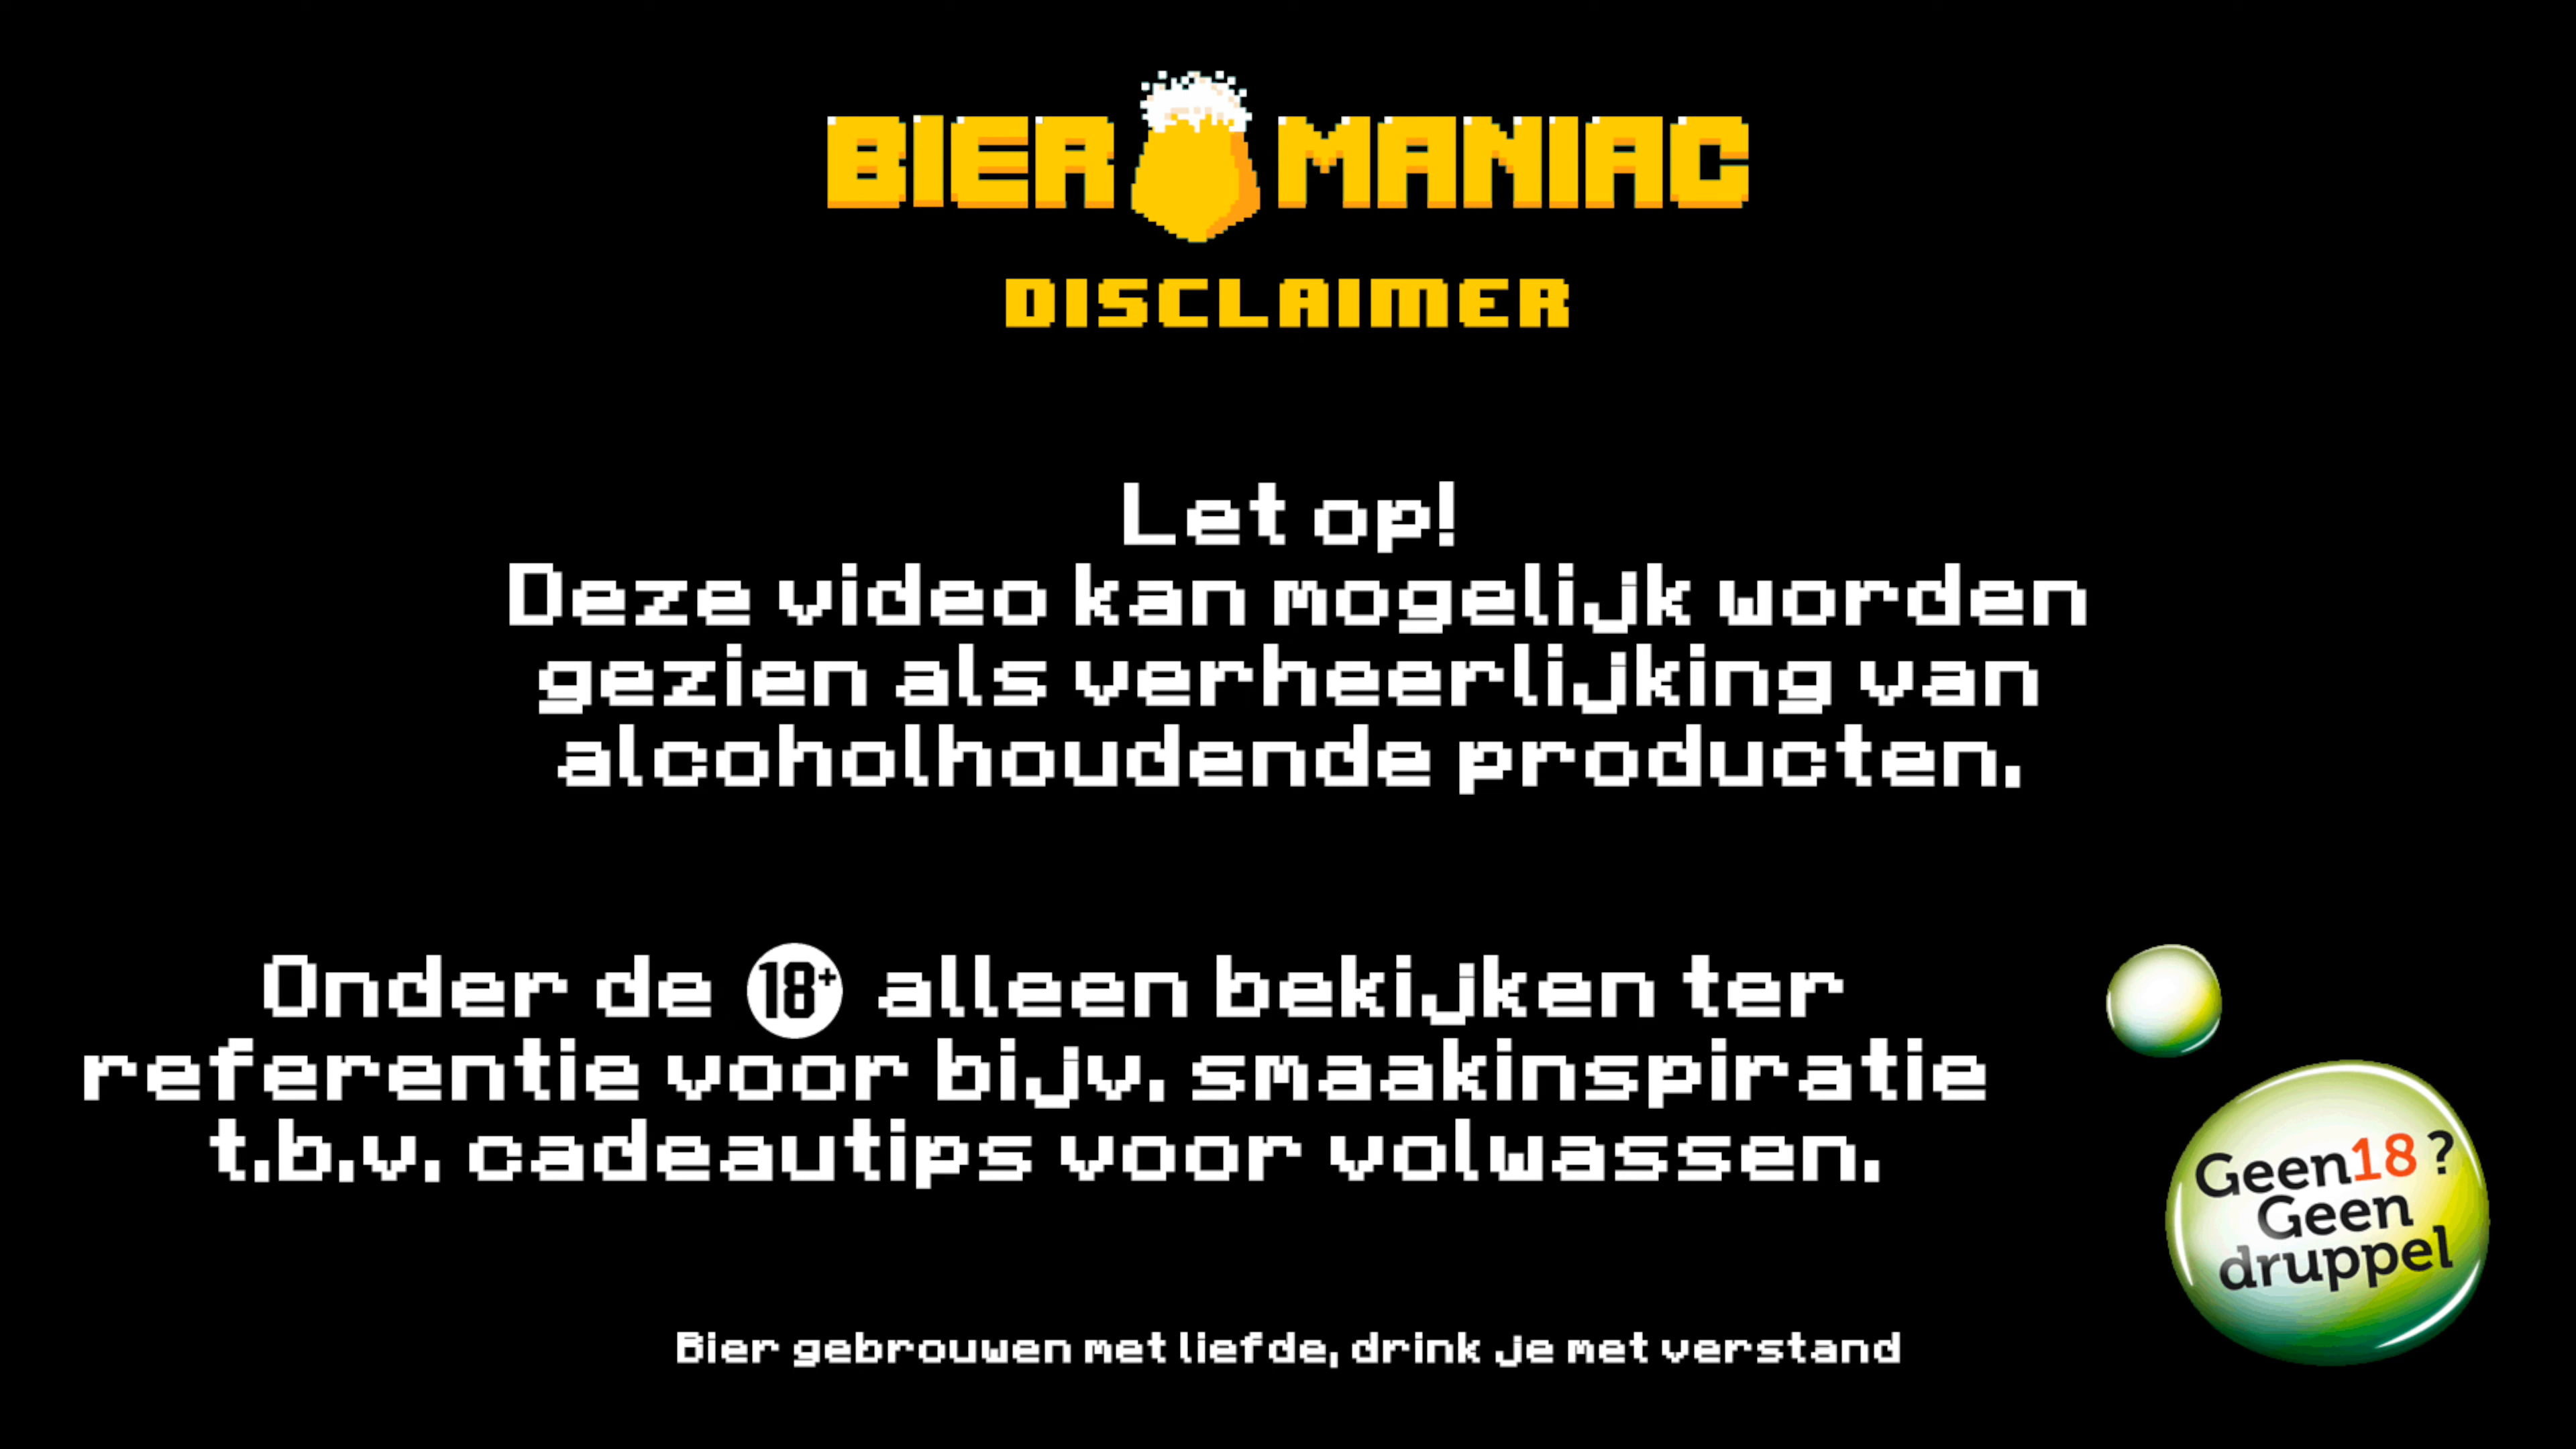 BIER MANIAC
DISCLAIMER
Let op!
Deze video kan mogelijk worden
gezien als verheerlijking van
alcoholhoudende producten.
Onder de 18+ alleen bekijken ter
referentie voor bijv. smaakinspiratie
t.b.v. cadeautips voor volwassen.
Geen18?
Geen
druppel
Bier gebrouwen met liefde, drink je met verstand